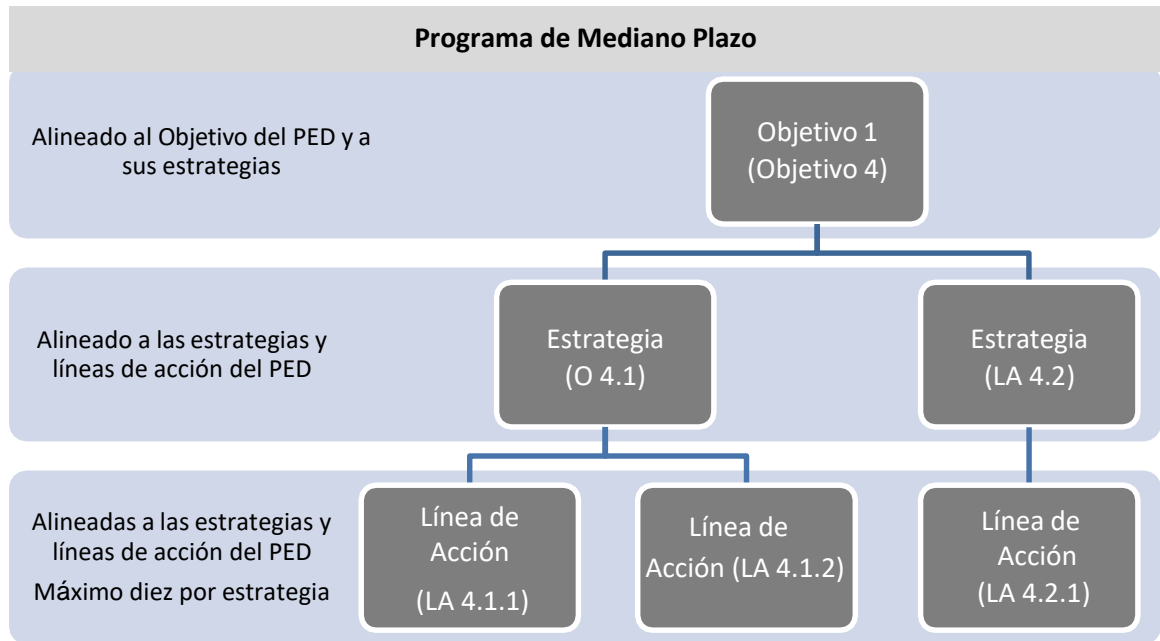 Programa de Mediano Plazo
Alineado al Objetivo del PED y a
sus estrategias
Objetivo 1
(Objetivo 4)
Alineado a las estrategias y
líneas de acción del PED
Estrategia
(O 4.1)
Estrategia
(LA 4.2)
Alineadas a las estrategias y
líneas de acción del PED
Máximo diez por estrategia
Línea de
Acción
(LA 4.1.1)
Línea de
Acción (LA 4.1.2)
Línea de
Acción
(LA 4.2.1)